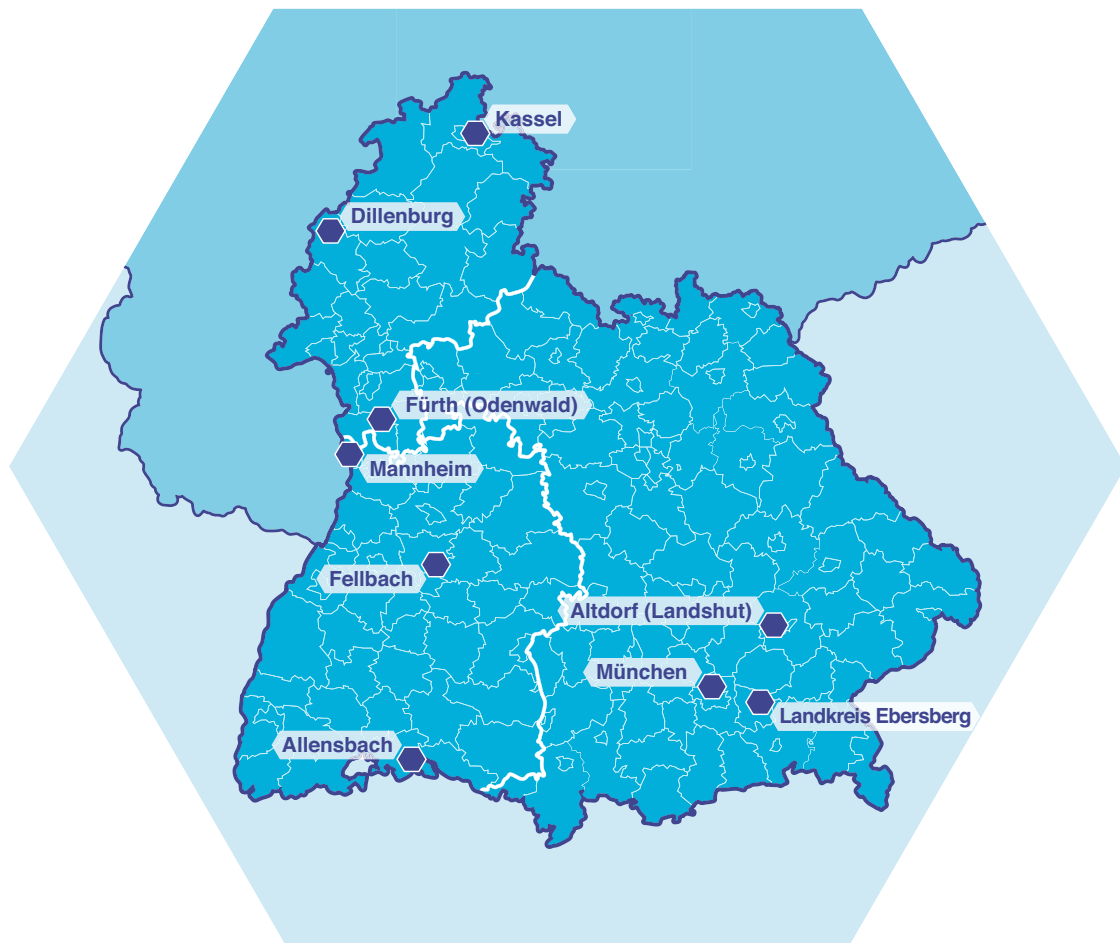 Kassel
Dillenburg
Fürth (Odenwald)
Mannheim
Fellbach
Altdorf (Landshut)
München
Landkreis Ebersberg
Allensbach